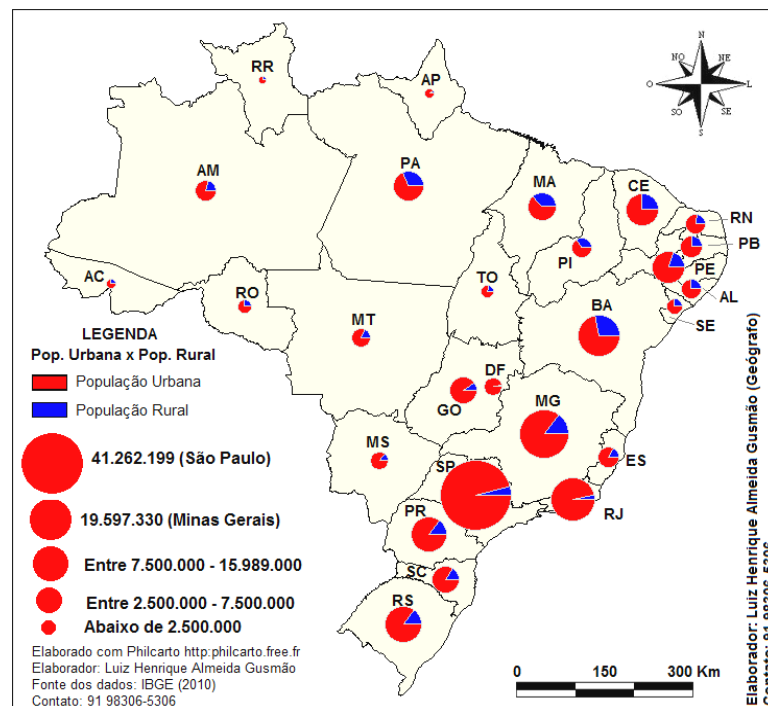 N
NO
NE
O
L
SO
SE
S
RR
AP
AM
PA
MA
CE
RN
PB
PI
PE
AC
TO
AL
RO
BA
SE
MT
DF
GO
MG
MS
ES
SP
RJ
PR
SC
RS
LEGENDA
Pop. Urbana x Pop. Rural
População Urbana
População Rural
41.262.199 (São Paulo)
19.597.330 (Minas Gerais)
Entre 7.500.000 - 15.989.000
Entre 2.500.000 - 7.500.000
Abaixo de 2.500.000
Elaborado com Philcarto http:philcarto.free.fr
Elaborador: Luiz Henrique Almeida Gusmão
Fonte dos dados: IBGE (2010)
Contato: 91 98306-5306
0 150 300 Km
Elaborador: Luiz Henrique Almeida Gusmão (Geógrafo)
Contato: 91 98306-5306